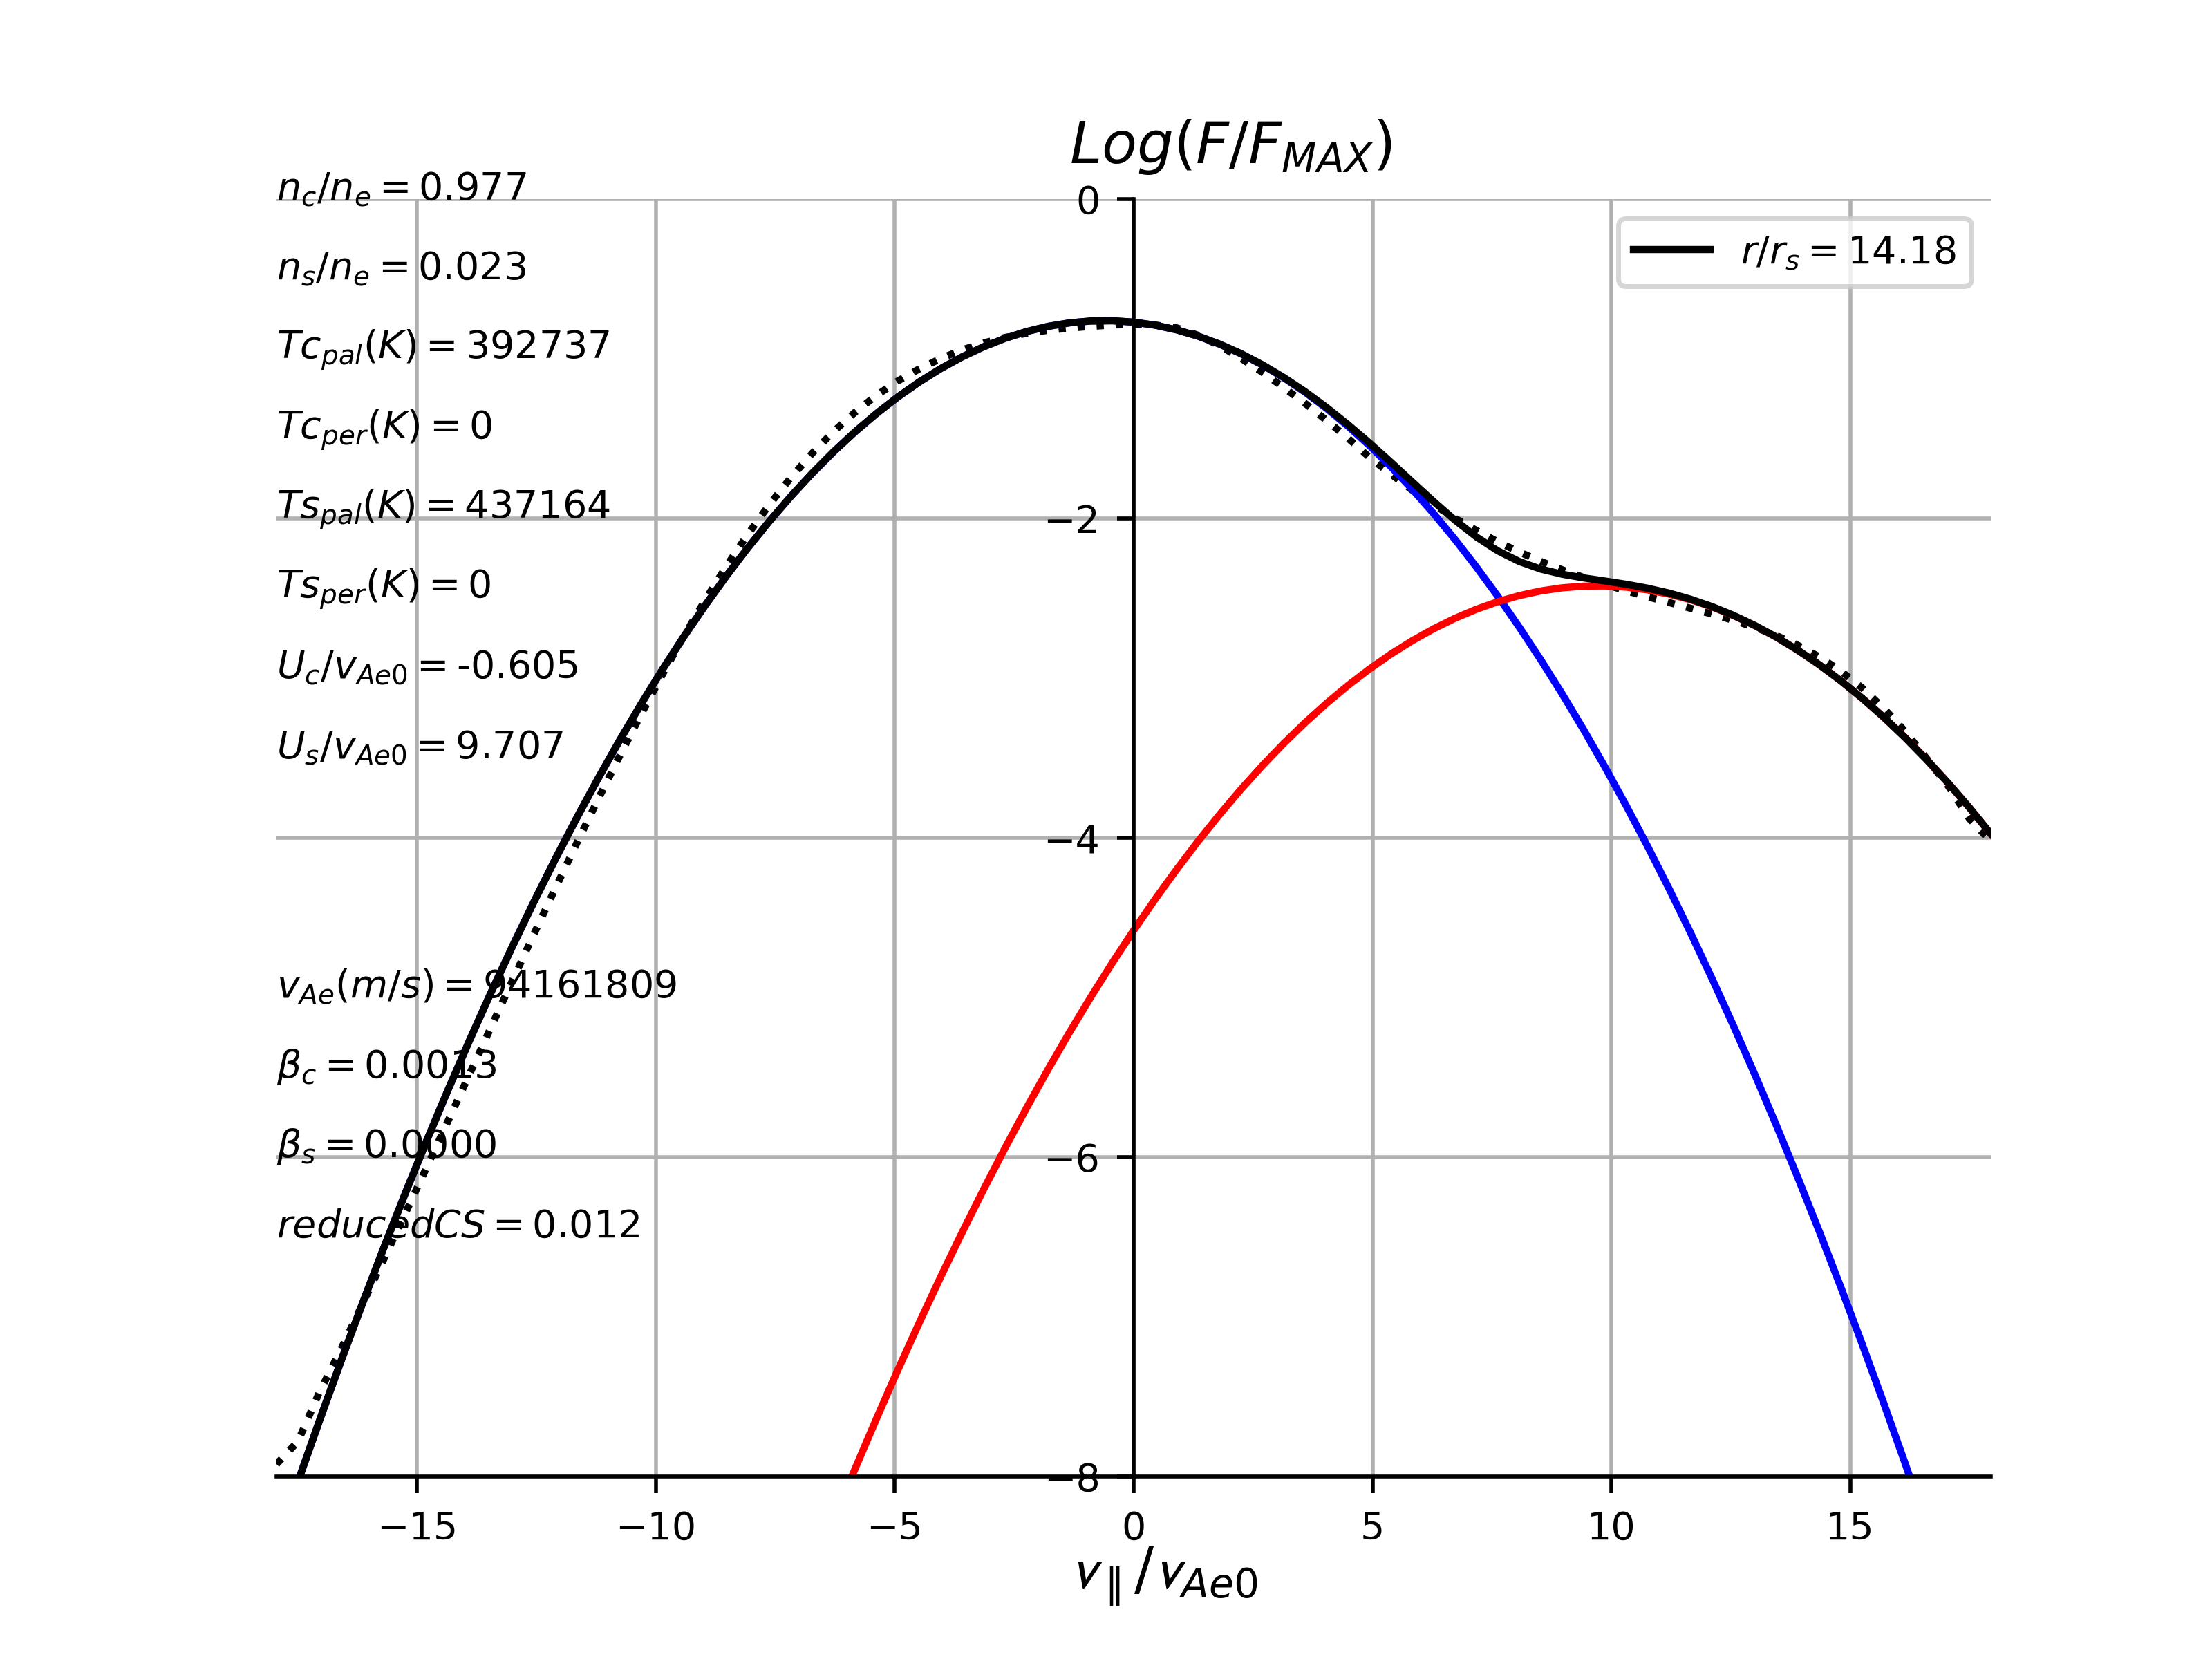 Log(F/F_MAX)
n_c/n_e = 0.977
0
r/r_s = 14.18
n_s/n_e = 0.023
Tc_pal(K) = 392737
Tc_per(K) = 0
Ts_pal(K) = 437164
−2
Ts_per(K) = 0
U_c/v_Ae0 = -0.605
U_s/v_Ae0 = 9.707
−4
v_Ae(m/s) = 94161809
β_c = 0.0013
β_s = 0.0000
−6
reducedCS = 0.012
−8
−15 −10 −5 0 5 10 15
v_∥/v_Ae0